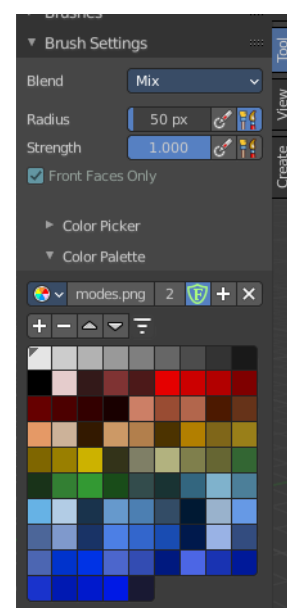 Brushes
Brush Settings
Blend
Mix
Radius
50 px
Strength
1.000
Front Faces Only
Color Picker
Color Palette
modes.png
2
F
Tool
View
Create